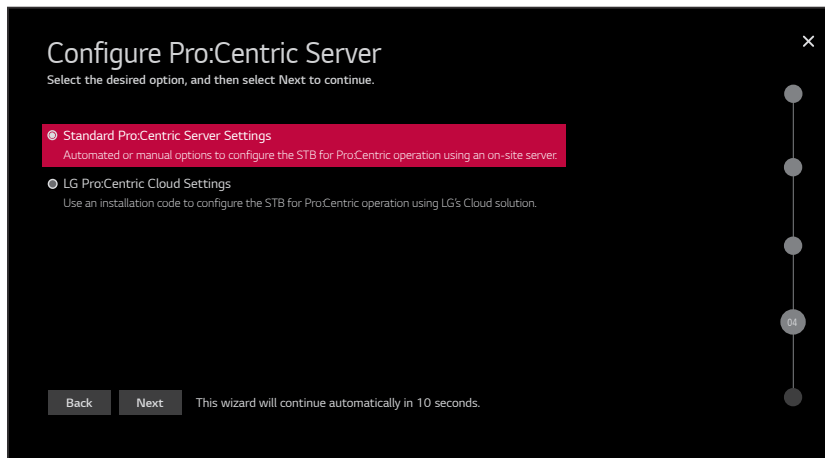 Configure Pro:Centric Server
Select the desired option, and then select Next to continue.
Standard Pro:Centric Server Settings
Automated or manual options to configure the STB for Pro:Centric operation using an on-site server.
LG Pro:Centric Cloud Settings
Use an installation code to configure the STB for Pro:Centric operation using LG's Cloud solution.
04
Back Next This wizard will continue automatically in 10 seconds.